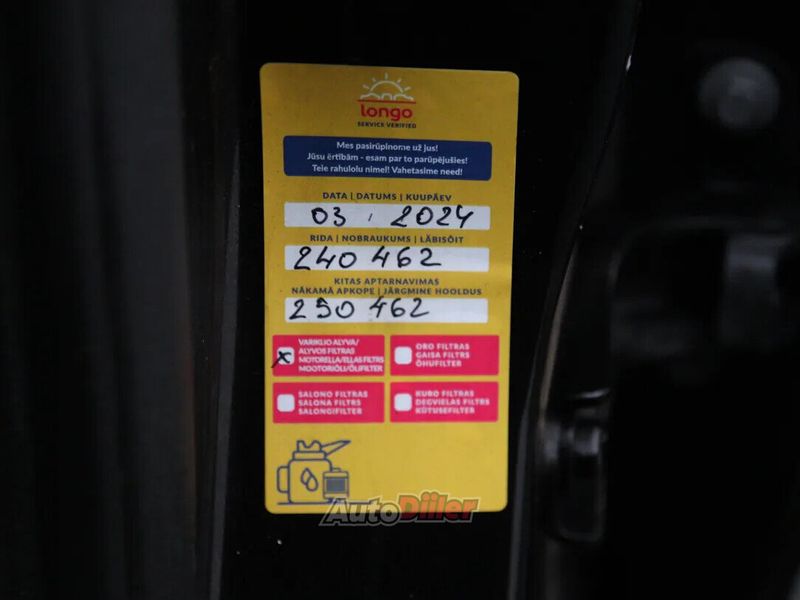 longo
SERVICE VERIFIED
Mes pasirūpinome už jus!
Jūsu ērtībām - esam par to parūpējušies!
Teie rahulolu nimel! Vahetasime need!
DATA | DATUMS | KUUPÄEV
03, 2024
RIDA | NOBRAUKUMS | LÄBISÕIT
240 462
KITAS APTARNAVIMAS
NĀKAMĀ APKOPE | JÄRGMINE HOOLDUS
250 462
x
VARIKLIO ALYVA/
ALYVOS FILTRAS
MOTOREĻĻA/EĻĻAS FILTRS
MOOTORIÕLI/ÕLIFILTER
ORO FILTRAS
GAISA FILTRS
ÕHUFILTER
SALONO FILTRAS
SALONA FILTRS
SALONGIFILTER
KURO FILTRAS
DEGVIELAS FILTRS
KÜTUSEFILTER
AutoDiiler